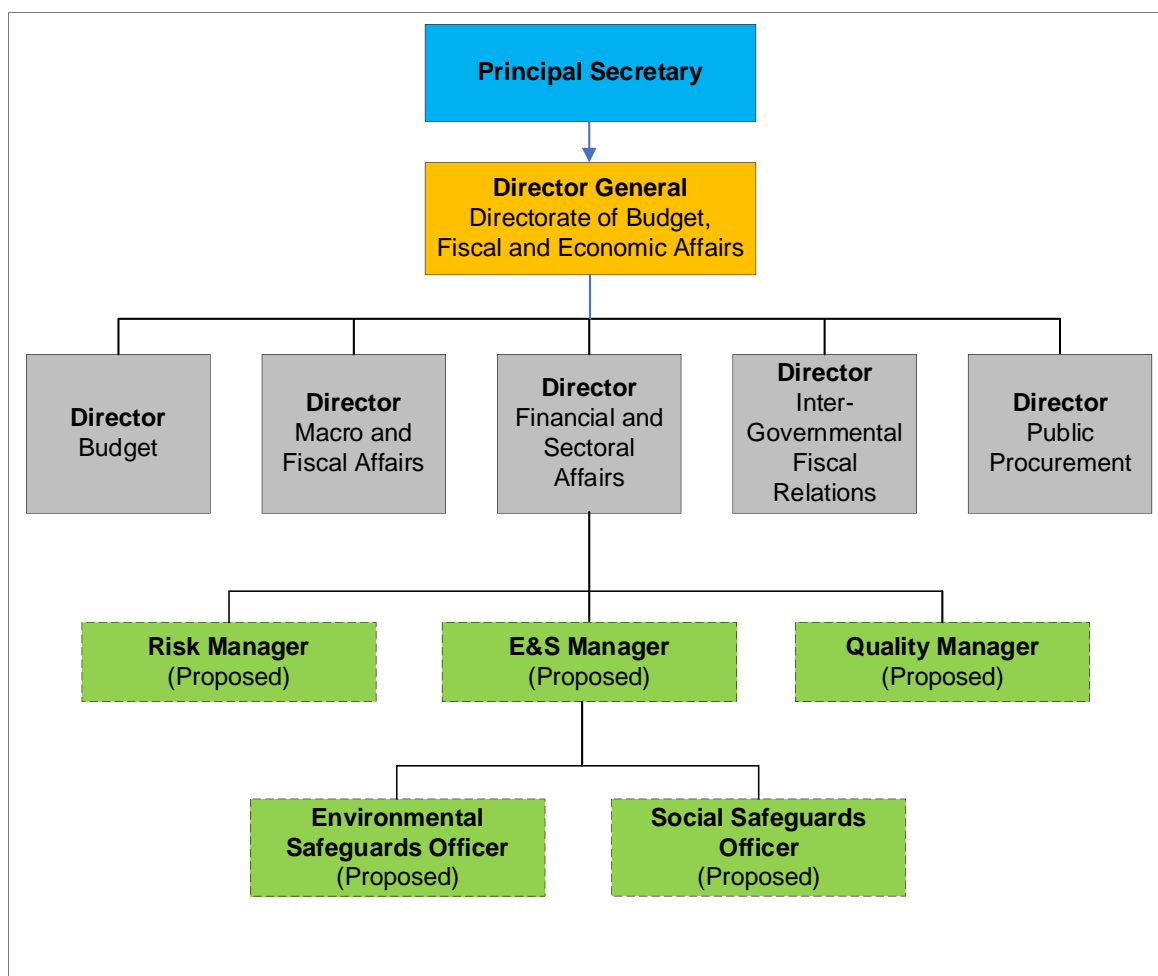 Principal Secretary
Director General
Directorate of Budget,
Fiscal and Economic Affairs
Director
Budget
Director
Macro and
Fiscal Affairs
Director
Financial and
Sectoral
Affairs
Director
Inter-
Governmental
Fiscal
Relations
Director
Public
Procurement
Risk Manager
(Proposed)
E&S Manager
(Proposed)
Quality Manager
(Proposed)
Environmental
Safeguards Officer
(Proposed)
Social Safeguards
Officer
(Proposed)